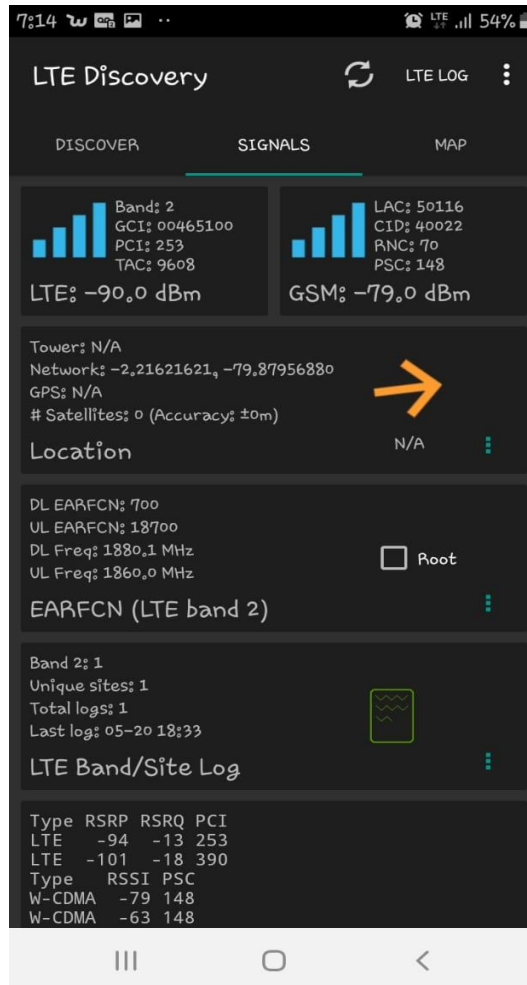 7:14 LTE 54%
LTE Discovery LTE LOG
DISCOVER SIGNALS MAP
Band: 2
GCI: 00465100
PCI: 253
TAC: 9608
LTE: -90.0 dBm
LAC: 50116
CID: 40022
RNC: 70
PSC: 148
GSM: -79.0 dBm
Tower: N/A
Network: -2.21621621, -79.87956880
GPS: N/A
# Satellites: 0 (Accuracy: ±0m)
Location
N/A
DL EARFCN: 700
UL EARFCN: 18700
DL Freq: 1880.1 MHz
UL Freq: 1860.0 MHz
Root
EARFCN (LTE band 2)
Band 2: 1
Unique sites: 1
Total logs: 1
Last log: 05-20 18:33
LTE Band/Site Log
Type RSRP RSRQ PCI
LTE -94 -13 253
LTE -101 -18 390
Type RSSI PSC
W-CDMA -79 148
W-CDMA -63 148